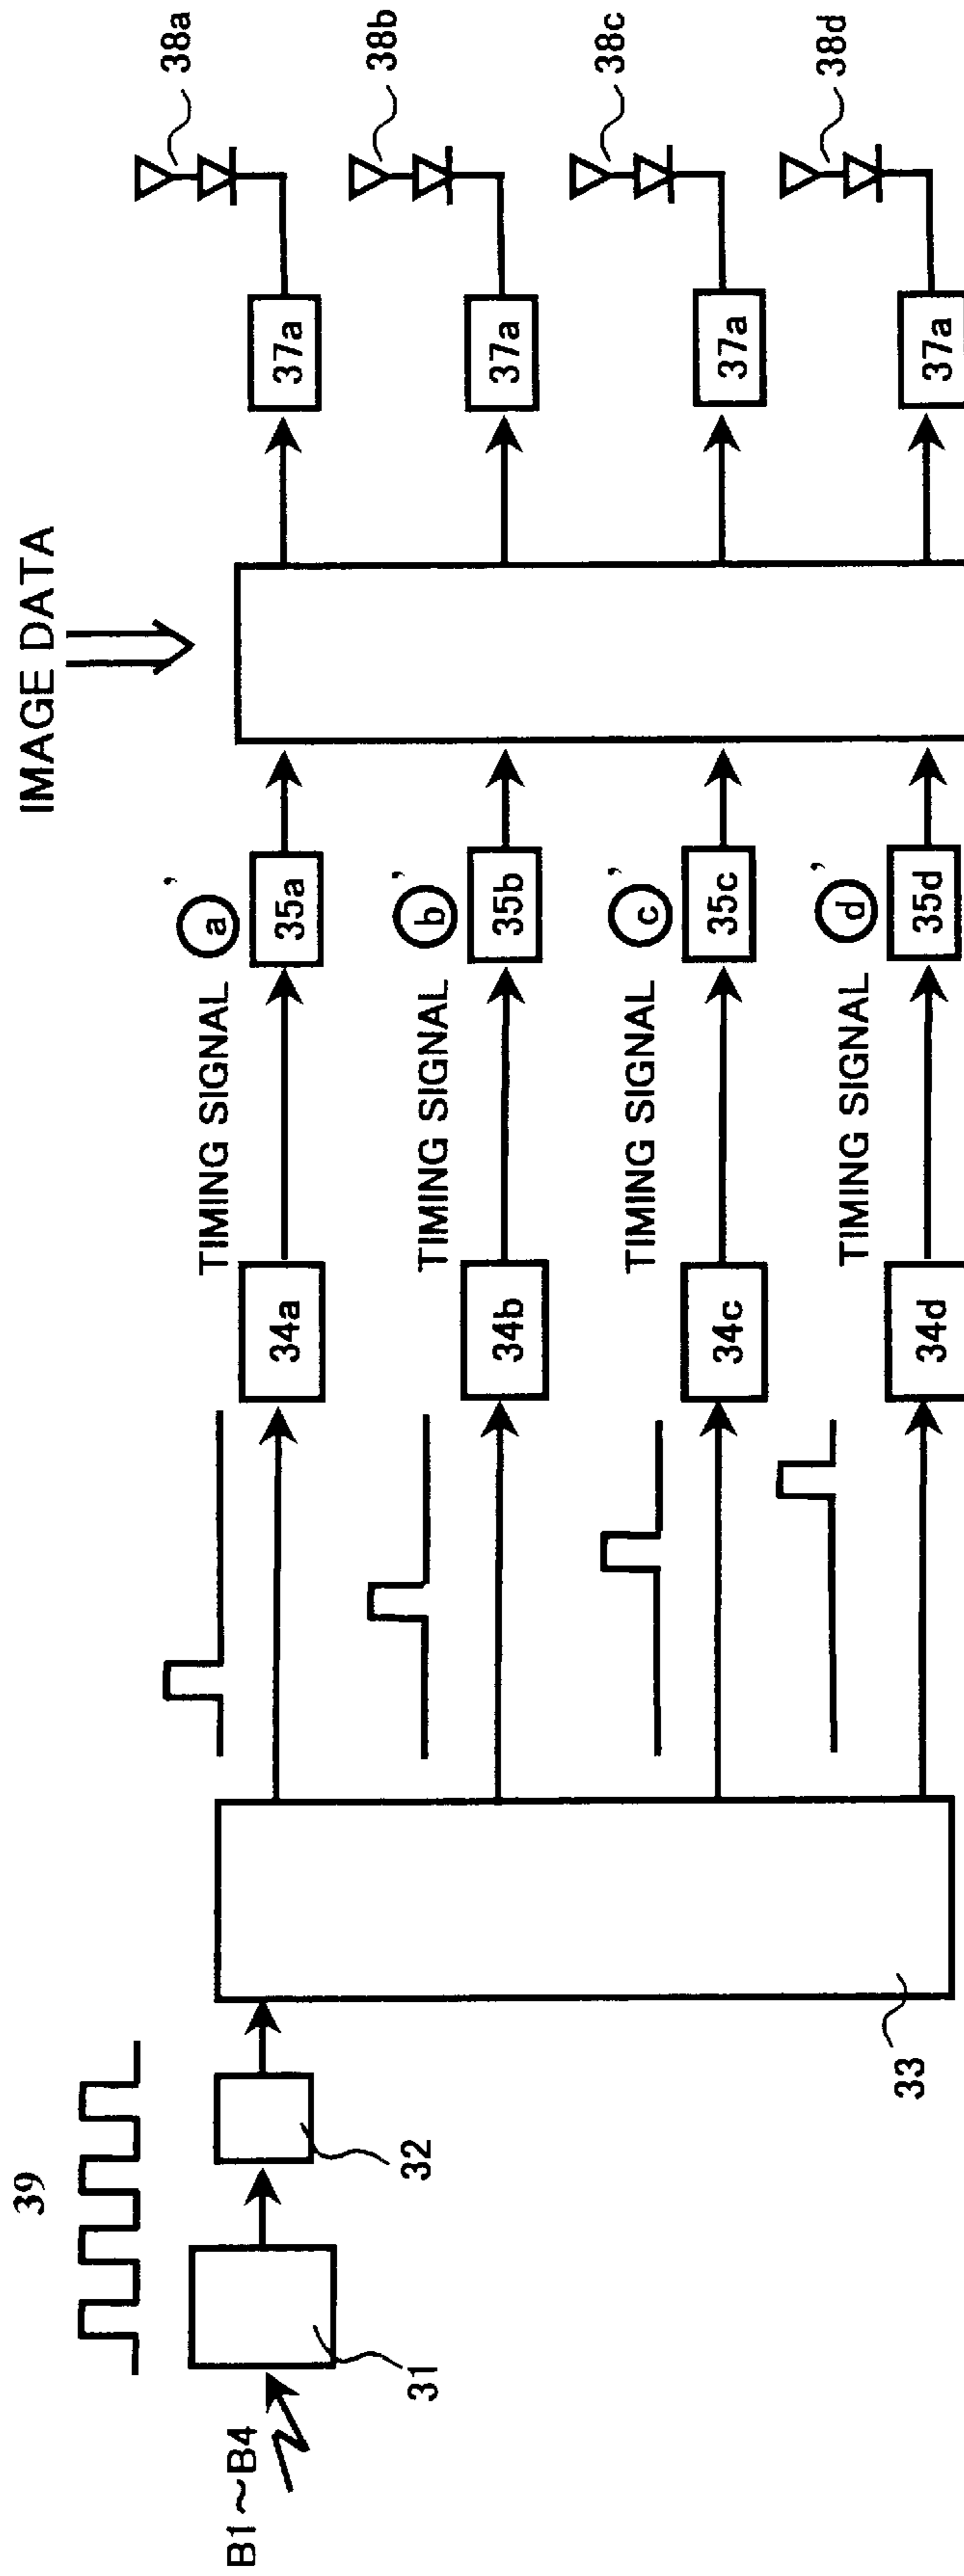 IMAGE DATA
39
B1~B4
31
32
33
34a
TIMING SIGNAL
a '
35a
37a
38a
34b
TIMING SIGNAL
b '
35b
37a
38b
34c
TIMING SIGNAL
c '
35c
37a
38c
34d
TIMING SIGNAL
d '
35d
37a
38d